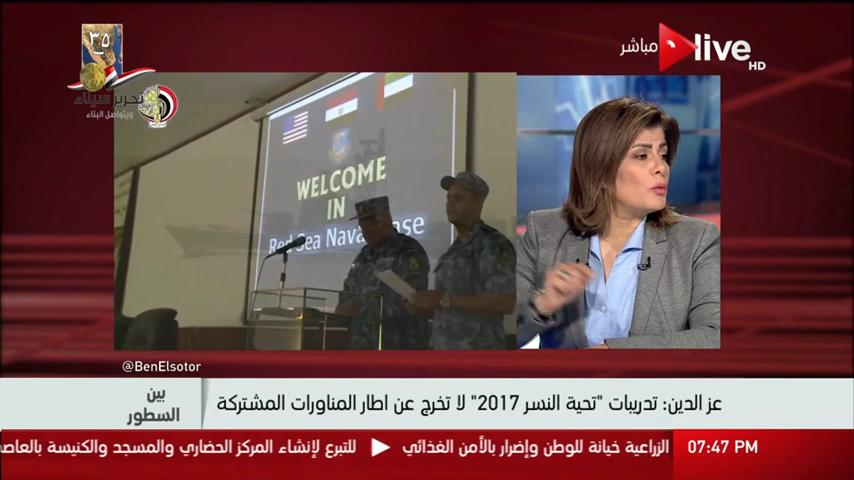 ٣٥
تحرير سيناء
ويتواصل البناء
مباشر
live
HD
WELCOME
IN
Red Sea Naval Base
@BenElsotor
بين
السطور
عز الدين: تدريبات "تحية النسر 2017" لا تخرج عن اطار المناورات المشتركة
الزراعية خيانة للوطن وإضرار بالأمن الغذائي
للتبرع لإنشاء المركز الحضاري والمسجد والكنيسة بالعاصم
07:47 PM